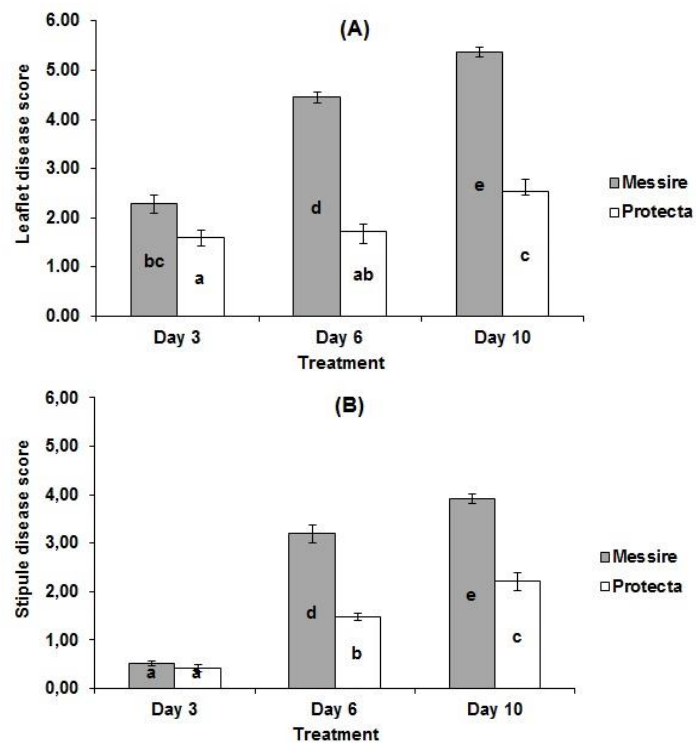 (A)
Leaflet disease score
6.00
5.00
4.00
3.00
2.00
1.00
0.00
bc
a
d
ab
e
c
Day 3
Day 6
Day 10
Treatment
Messire
Protecta
(B)
Stipule disease score
6,00
5,00
4,00
3,00
2,00
1,00
0,00
a
a
d
b
e
c
Day 3
Day 6
Day 10
Treatment
Messire
Protecta